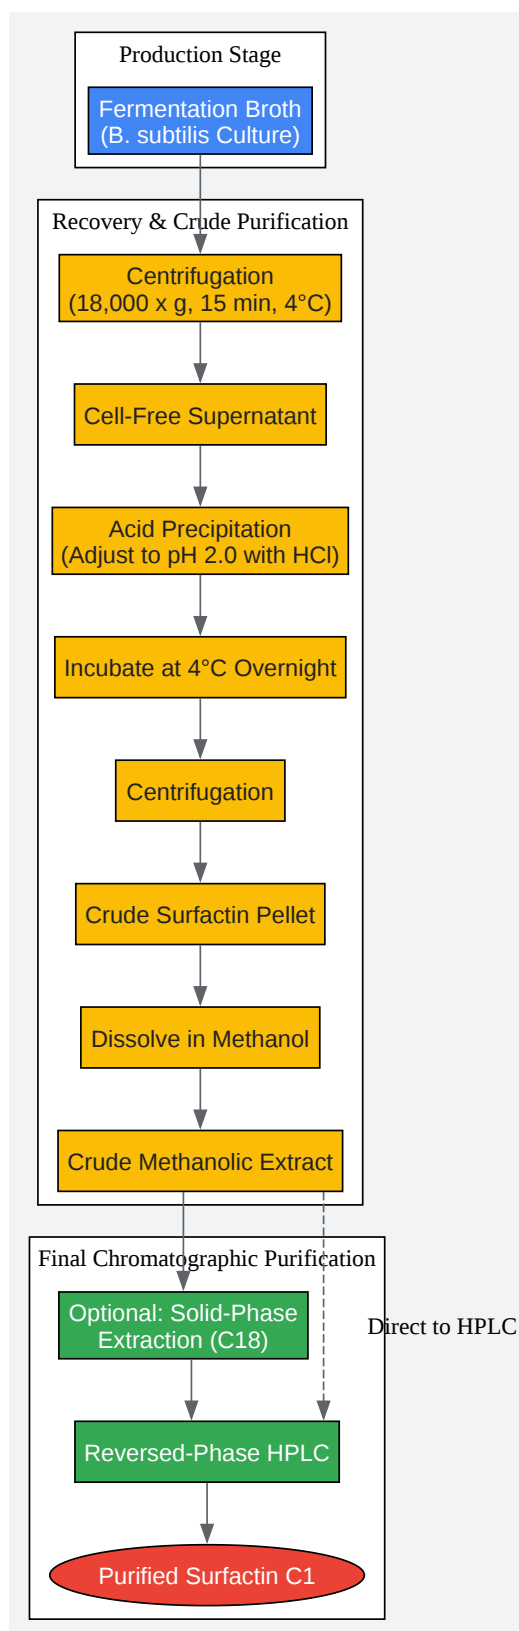 Production Stage
Fermentation Broth
(B. subtilis Culture)
Recovery & Crude Purification
Centrifugation
(18,000 x g, 15 min, 4°C)
Cell-Free Supernatant
Acid Precipitation
(Adjust to pH 2.0 with HCl)
Incubate at 4°C Overnight
Centrifugation
Crude Surfactin Pellet
Dissolve in Methanol
Crude Methanolic Extract
Final Chromatographic Purification
Optional: Solid-Phase
Extraction (C18)
Direct to HPLC
Reversed-Phase HPLC
Purified Surfactin C1